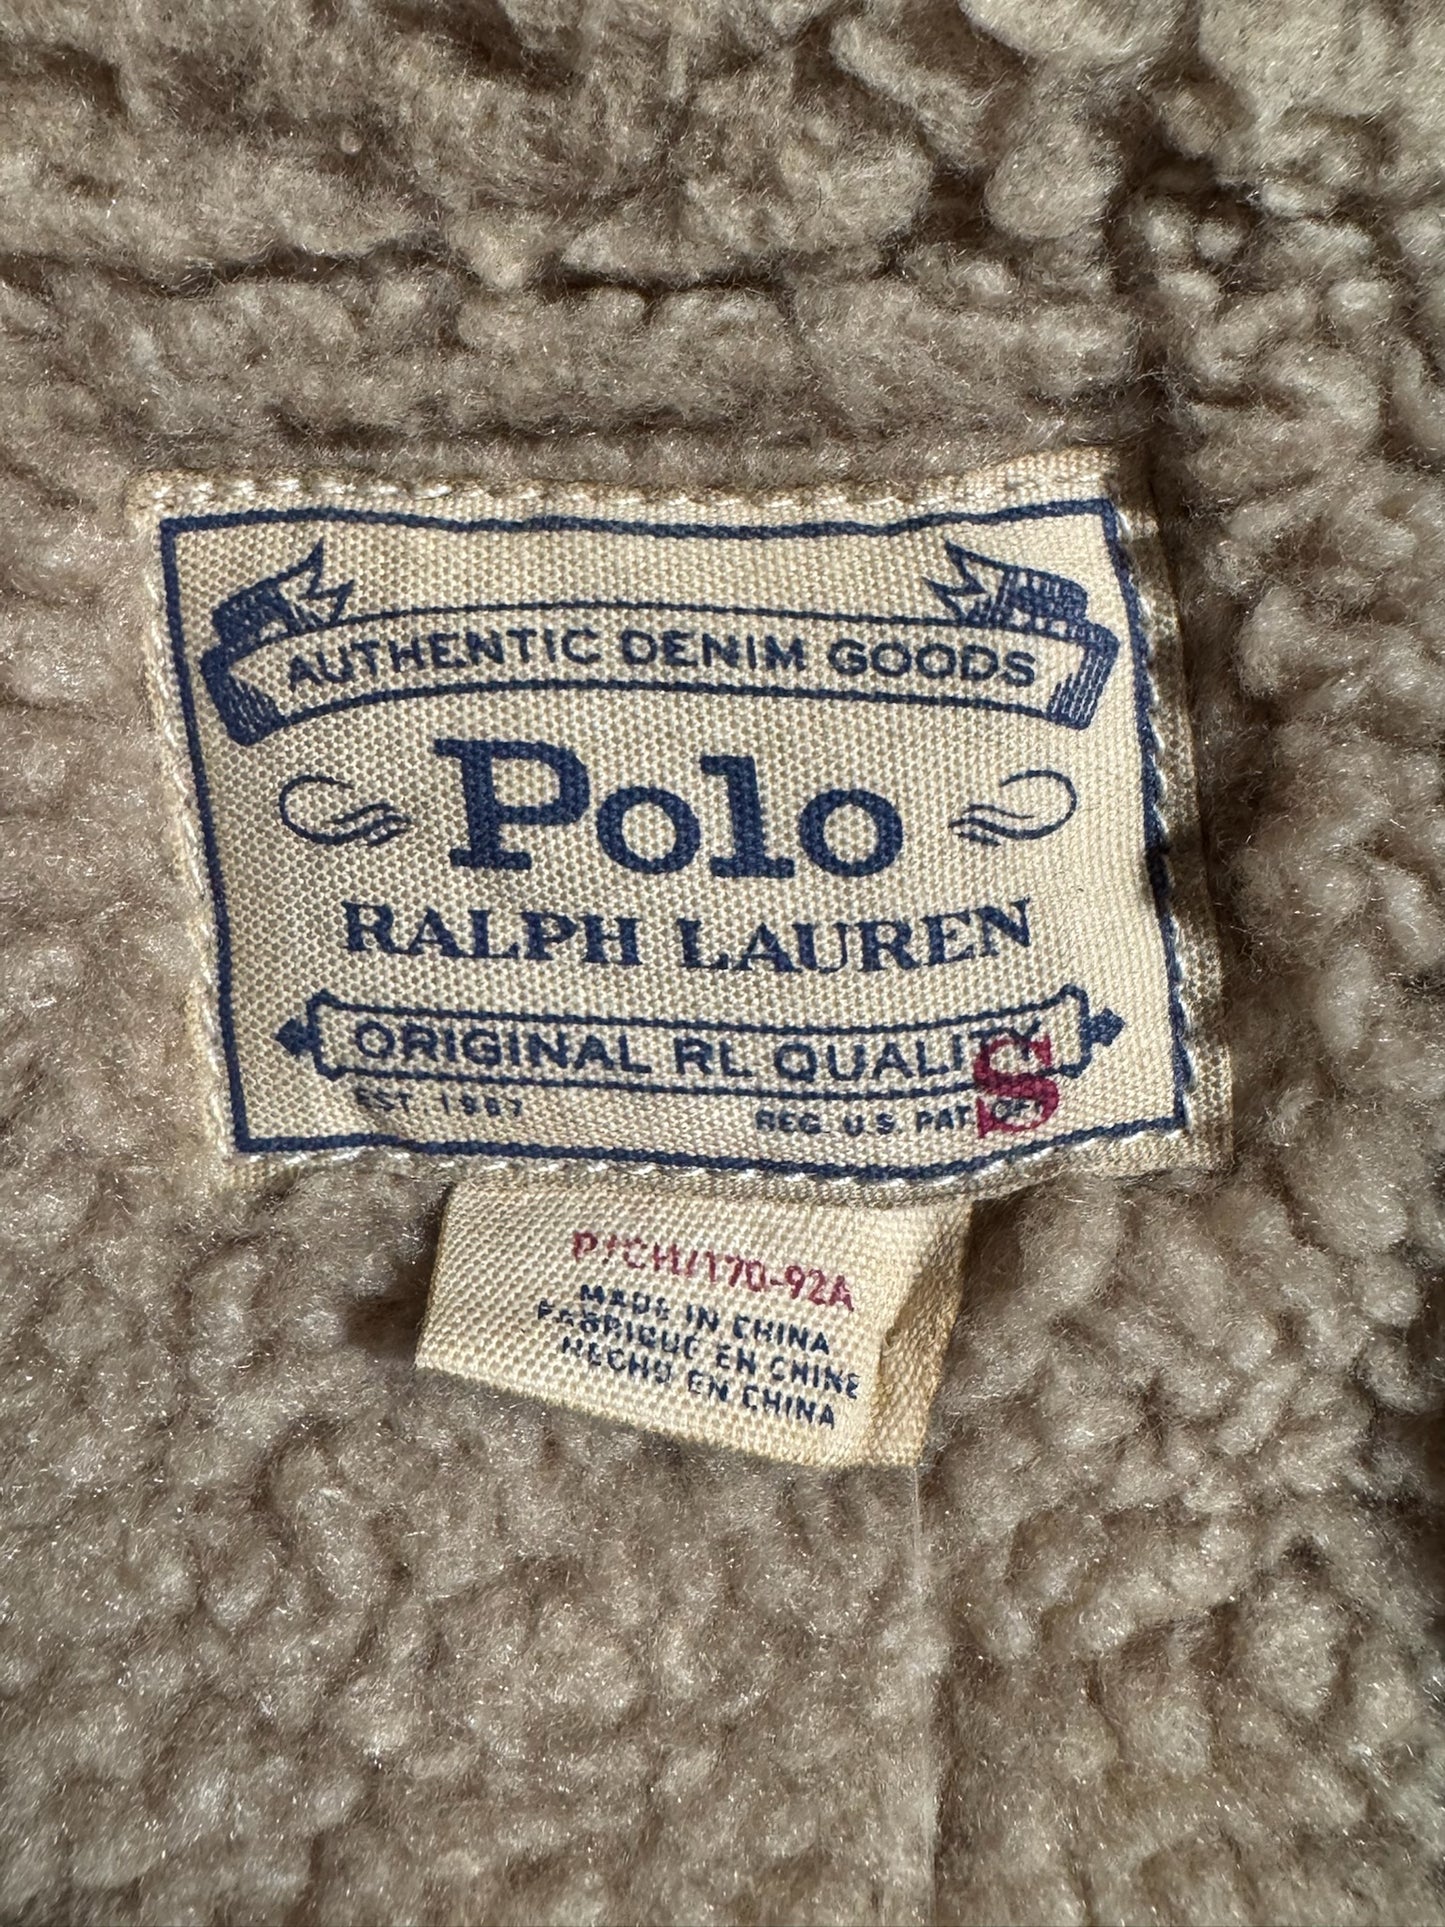 AUTHENTIC DENIM GOODS
Polo
RALPH LAUREN
ORIGINAL RL QUALITY
S
EST. 1967 REG. U.S. PAT. OFF
P/CH/170-92A
MADE IN CHINA
FABRIQUE EN CHINE
HECHO EN CHINA